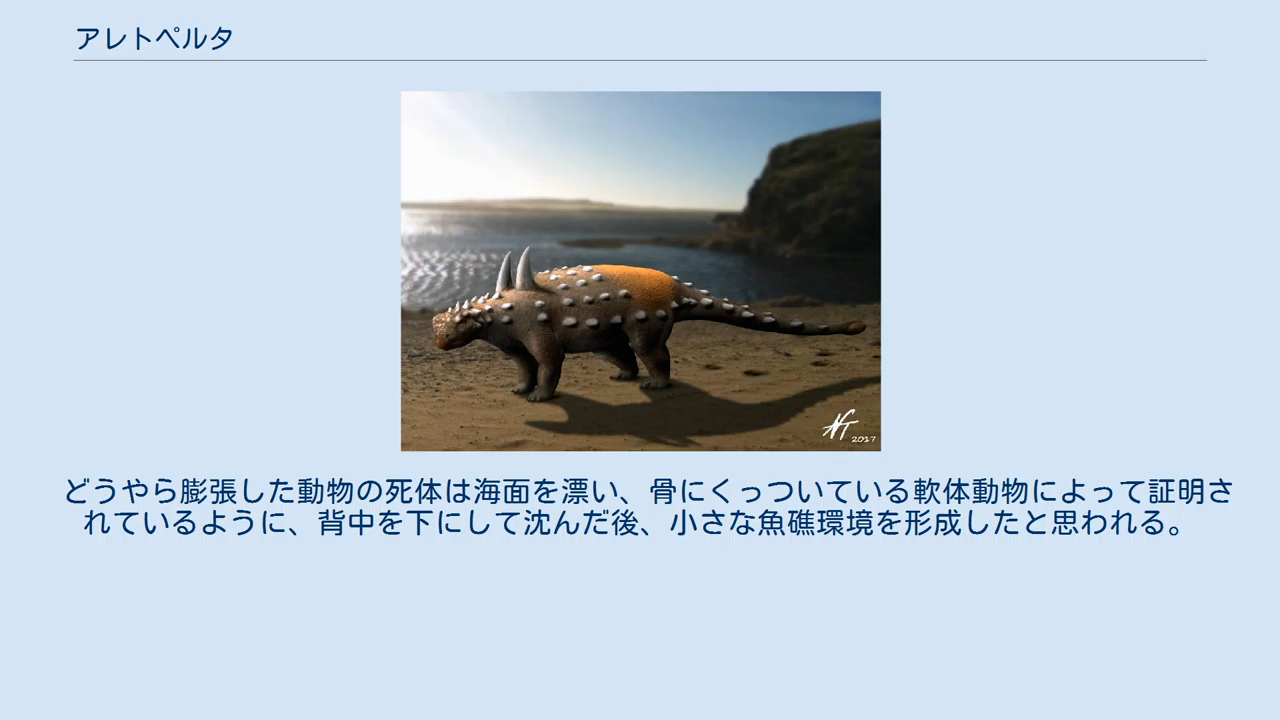 アレトペルタ
NT
2017
どうやら膨張した動物の死体は海面を漂い、骨にくっついている軟体動物によって証明さ
れているように、背中を下にして沈んだ後、小さな魚礁環境を形成したと思われる。